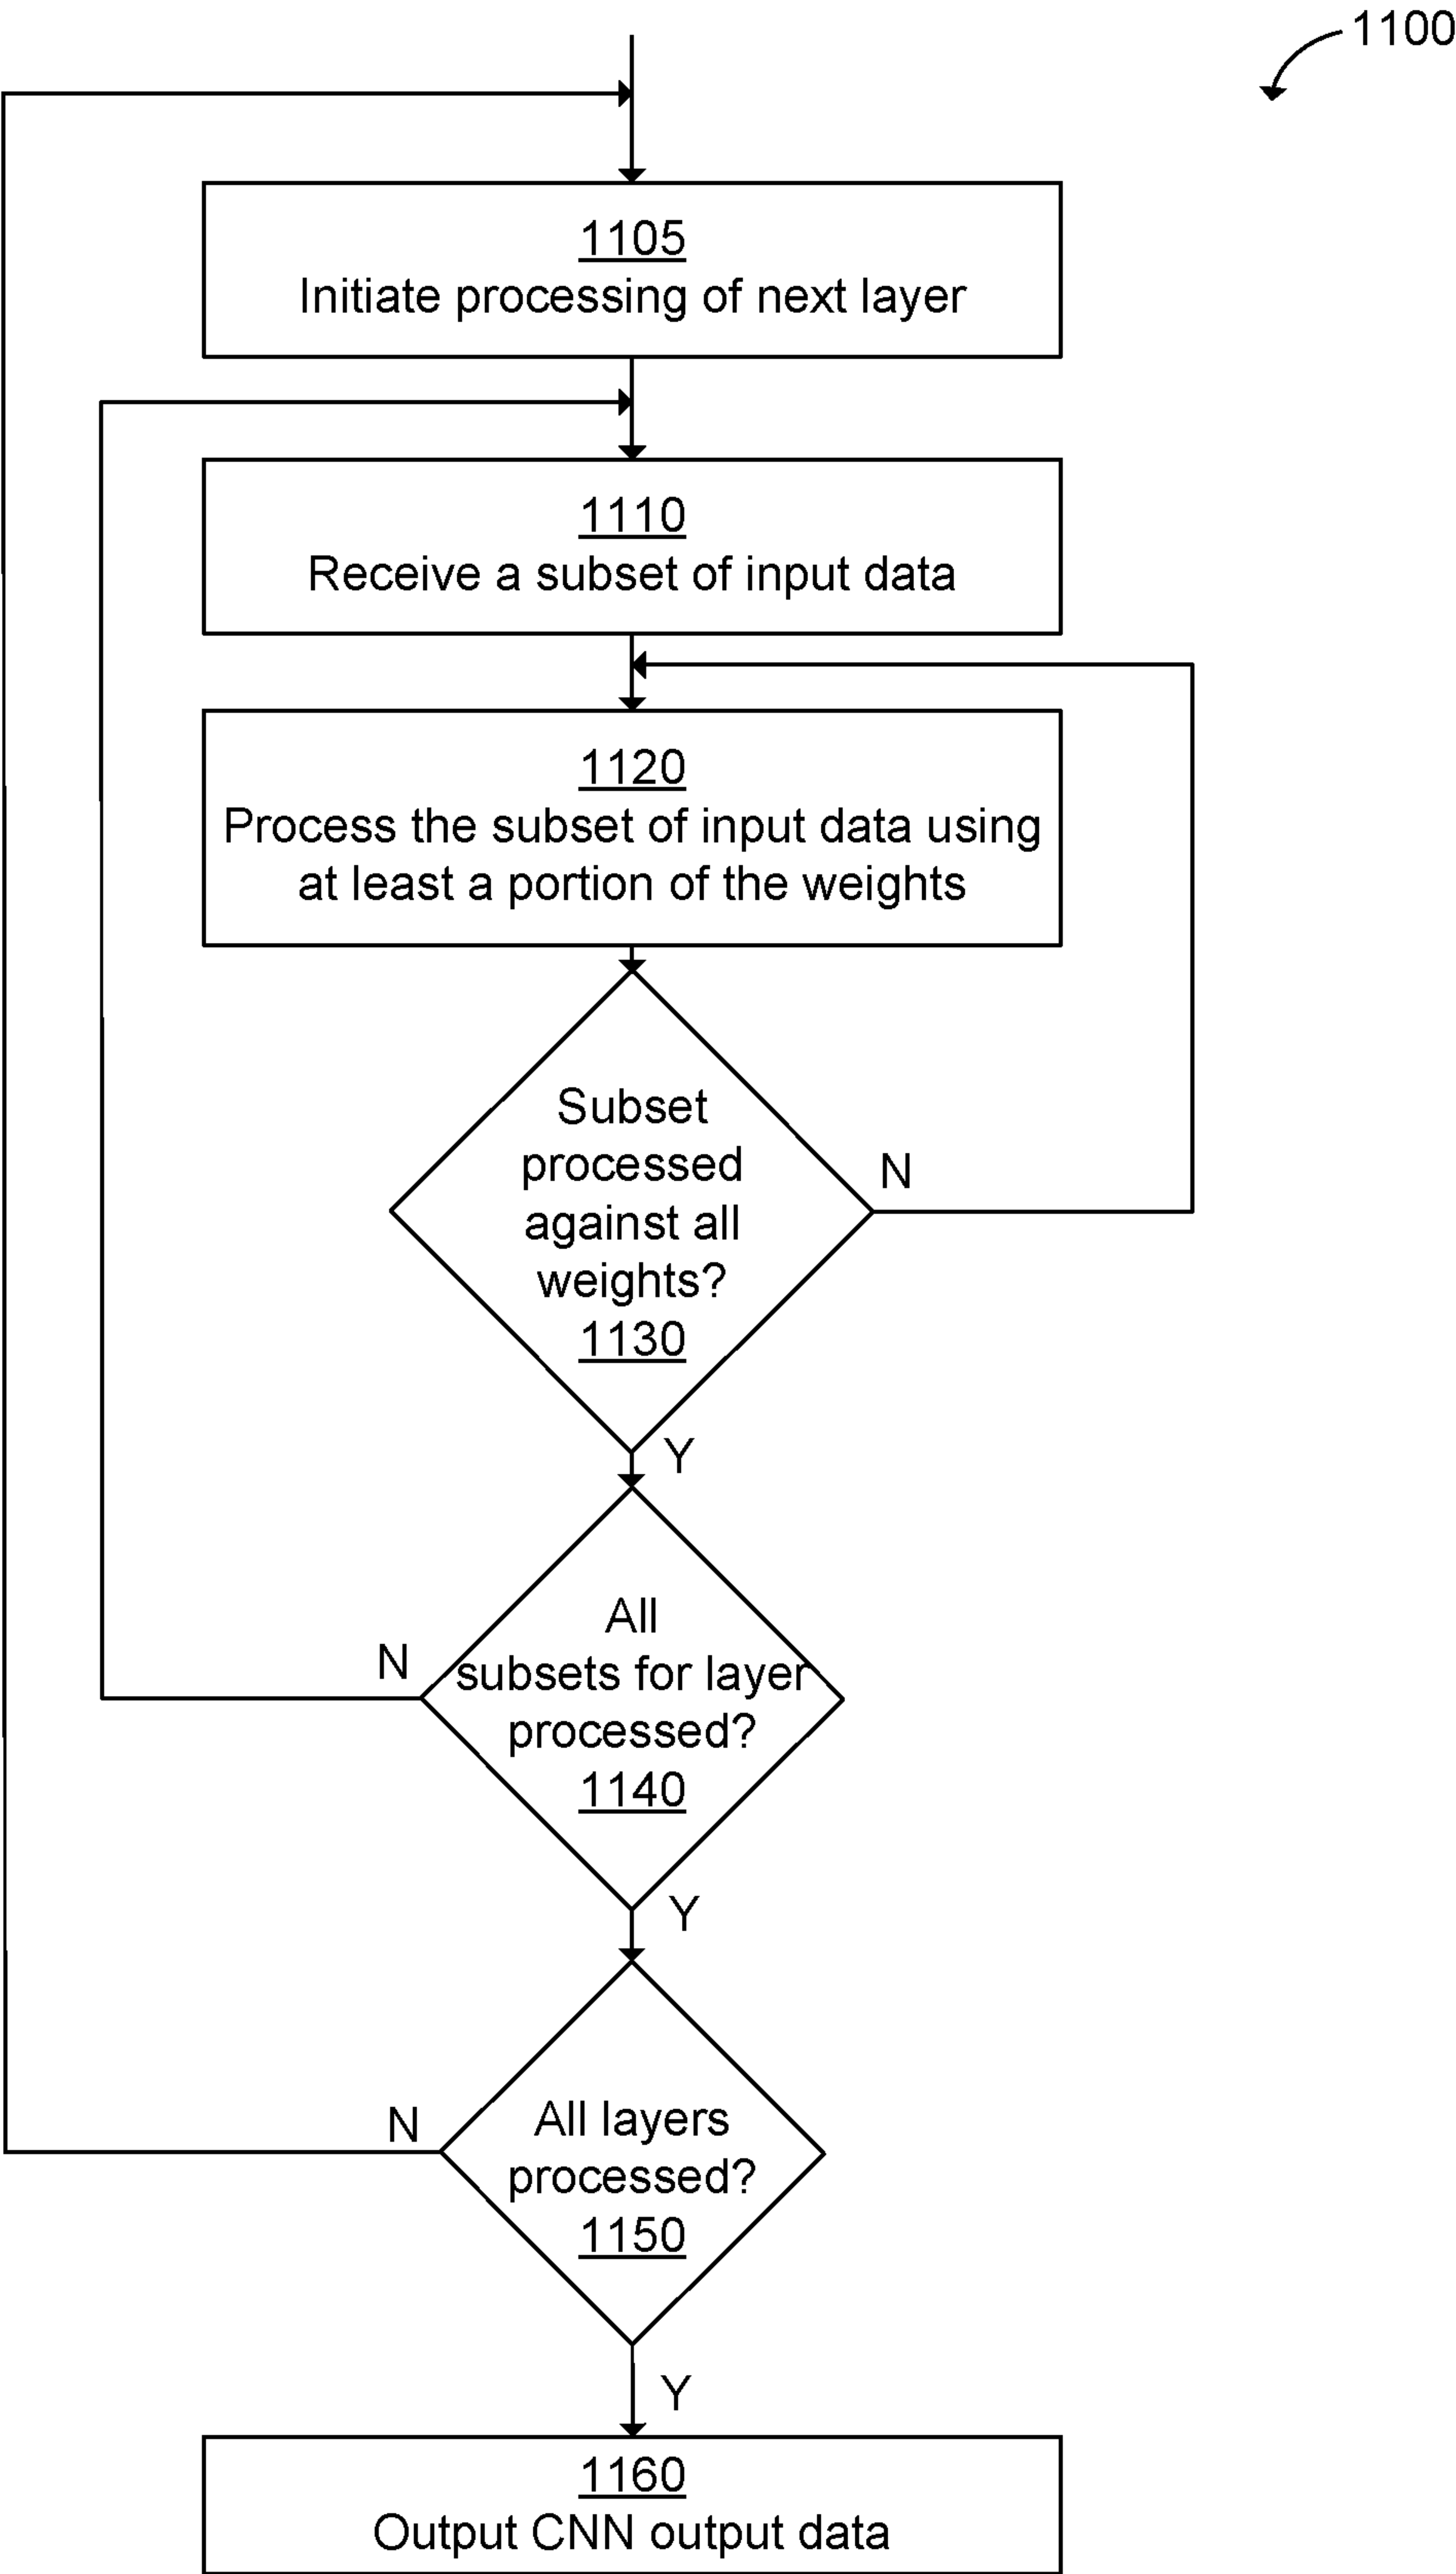 1100
1105
Initiate processing of next layer
1110
Receive a subset of input data
1120
Process the subset of input data using
at least a portion of the weights
Subset
processed
against all
weights?
1130
N
Y
All
subsets for layer
processed?
1140
N
Y
All layers
processed?
1150
N
Y
1160
Output CNN output data